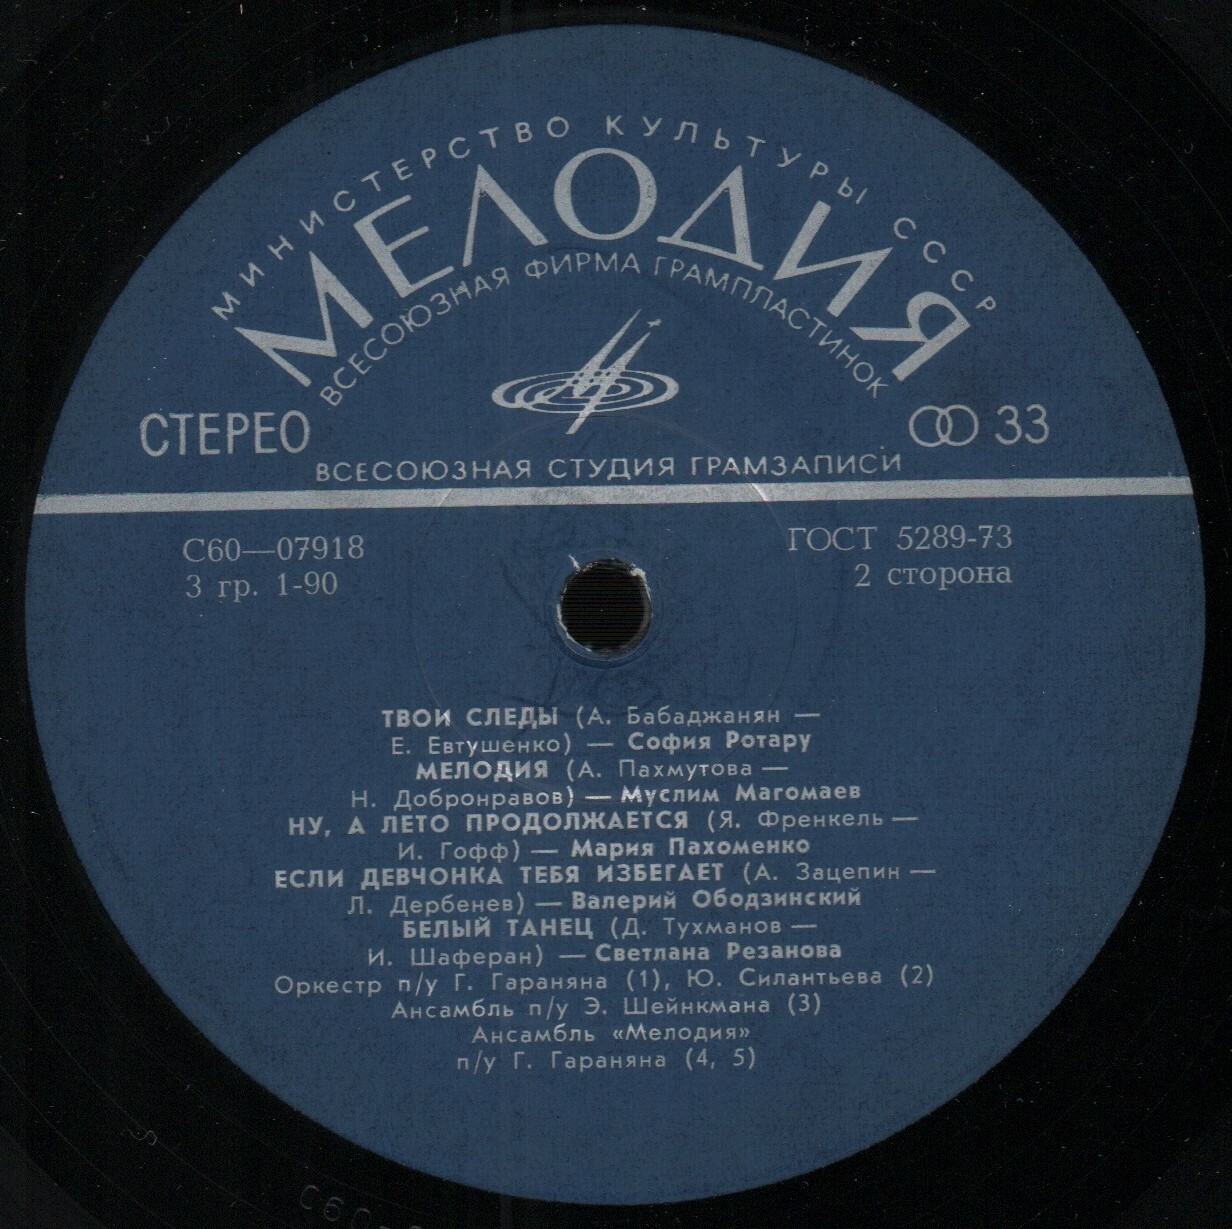 МИНИСТЕРСТВО КУЛЬТУРЫ СССР
МЕЛОДИЯ
ВСЕСОЮЗНАЯ ФИРМА ГРАМПЛАСТИНОК
СТЕРЕО
33
ВСЕСОЮЗНАЯ СТУДИЯ ГРАМЗАПИСИ
С60—07918
ГОСТ 5289-73
3 гр. 1-90
2 сторона
ТВОИ СЛЕДЫ (А. Бабаджанян —
Е. Евтушенко) — София Ротару
МЕЛОДИЯ (А. Пахмутова —
Н. Добронравов) — Муслим Магомаев
НУ, А ЛЕТО ПРОДОЛЖАЕТСЯ (Я. Френкель —
И. Гофф) — Мария Пахоменко
ЕСЛИ ДЕВЧОНКА ТЕБЯ ИЗБЕГАЕТ (А. Зацепин —
Л. Дербенев) — Валерий Ободзинский
БЕЛЫЙ ТАНЕЦ (Д. Тухманов —
И. Шаферан) — Светлана Резанова
Оркестр п/у Г. Гараняна (1), Ю. Силантьева (2)
Ансамбль п/у Э. Шейнкмана (3)
Ансамбль «Мелодия»
п/у Г. Гараняна (4, 5)